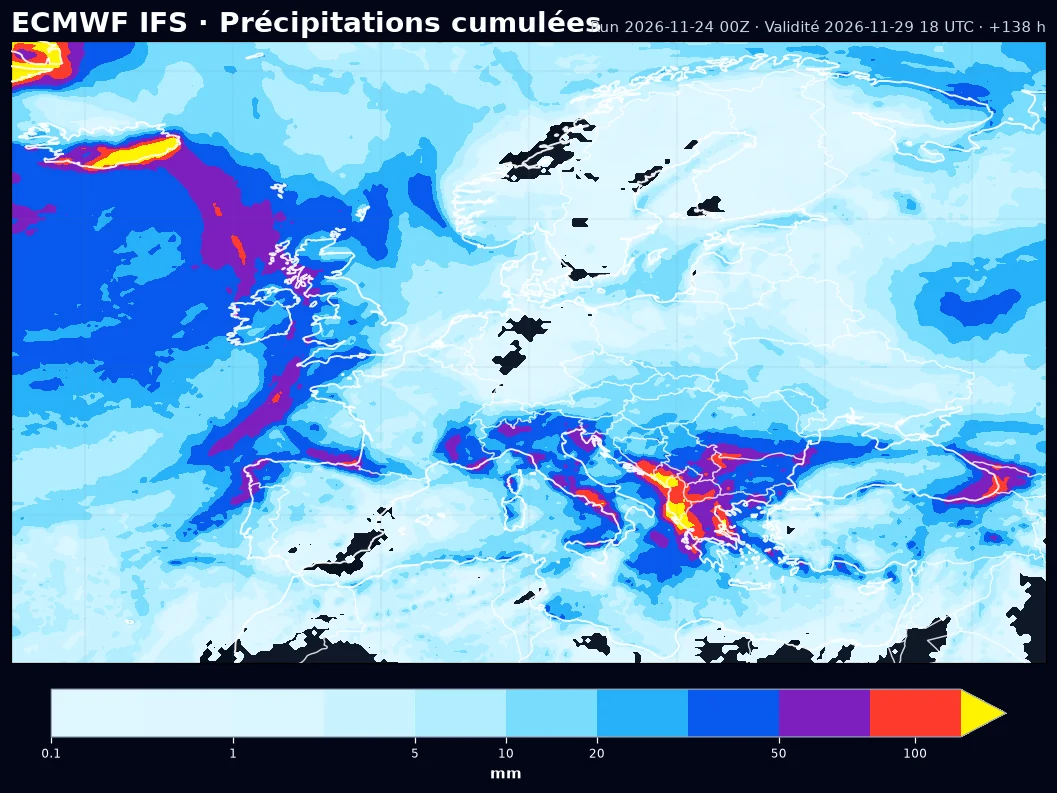 ECMWF IFS · Précipitations cumulées
Run 2026-11-24 00Z · Validité 2026-11-29 18 UTC · +138 h
0.1 1 5 10 20 50 100
mm